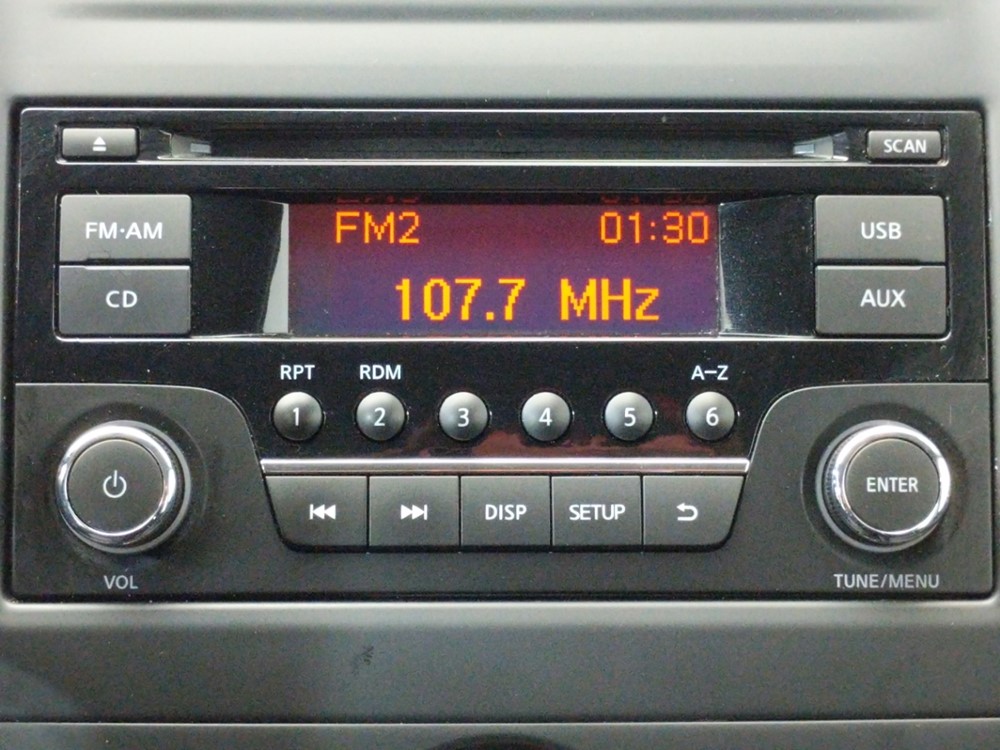 SCAN
FM·AM
FM2 01:30
USB
CD
107.7 MHz
AUX
RPT RDM A–Z
1 2 3 4 5 6
DISP SETUP
ENTER
VOL
TUNE/MENU